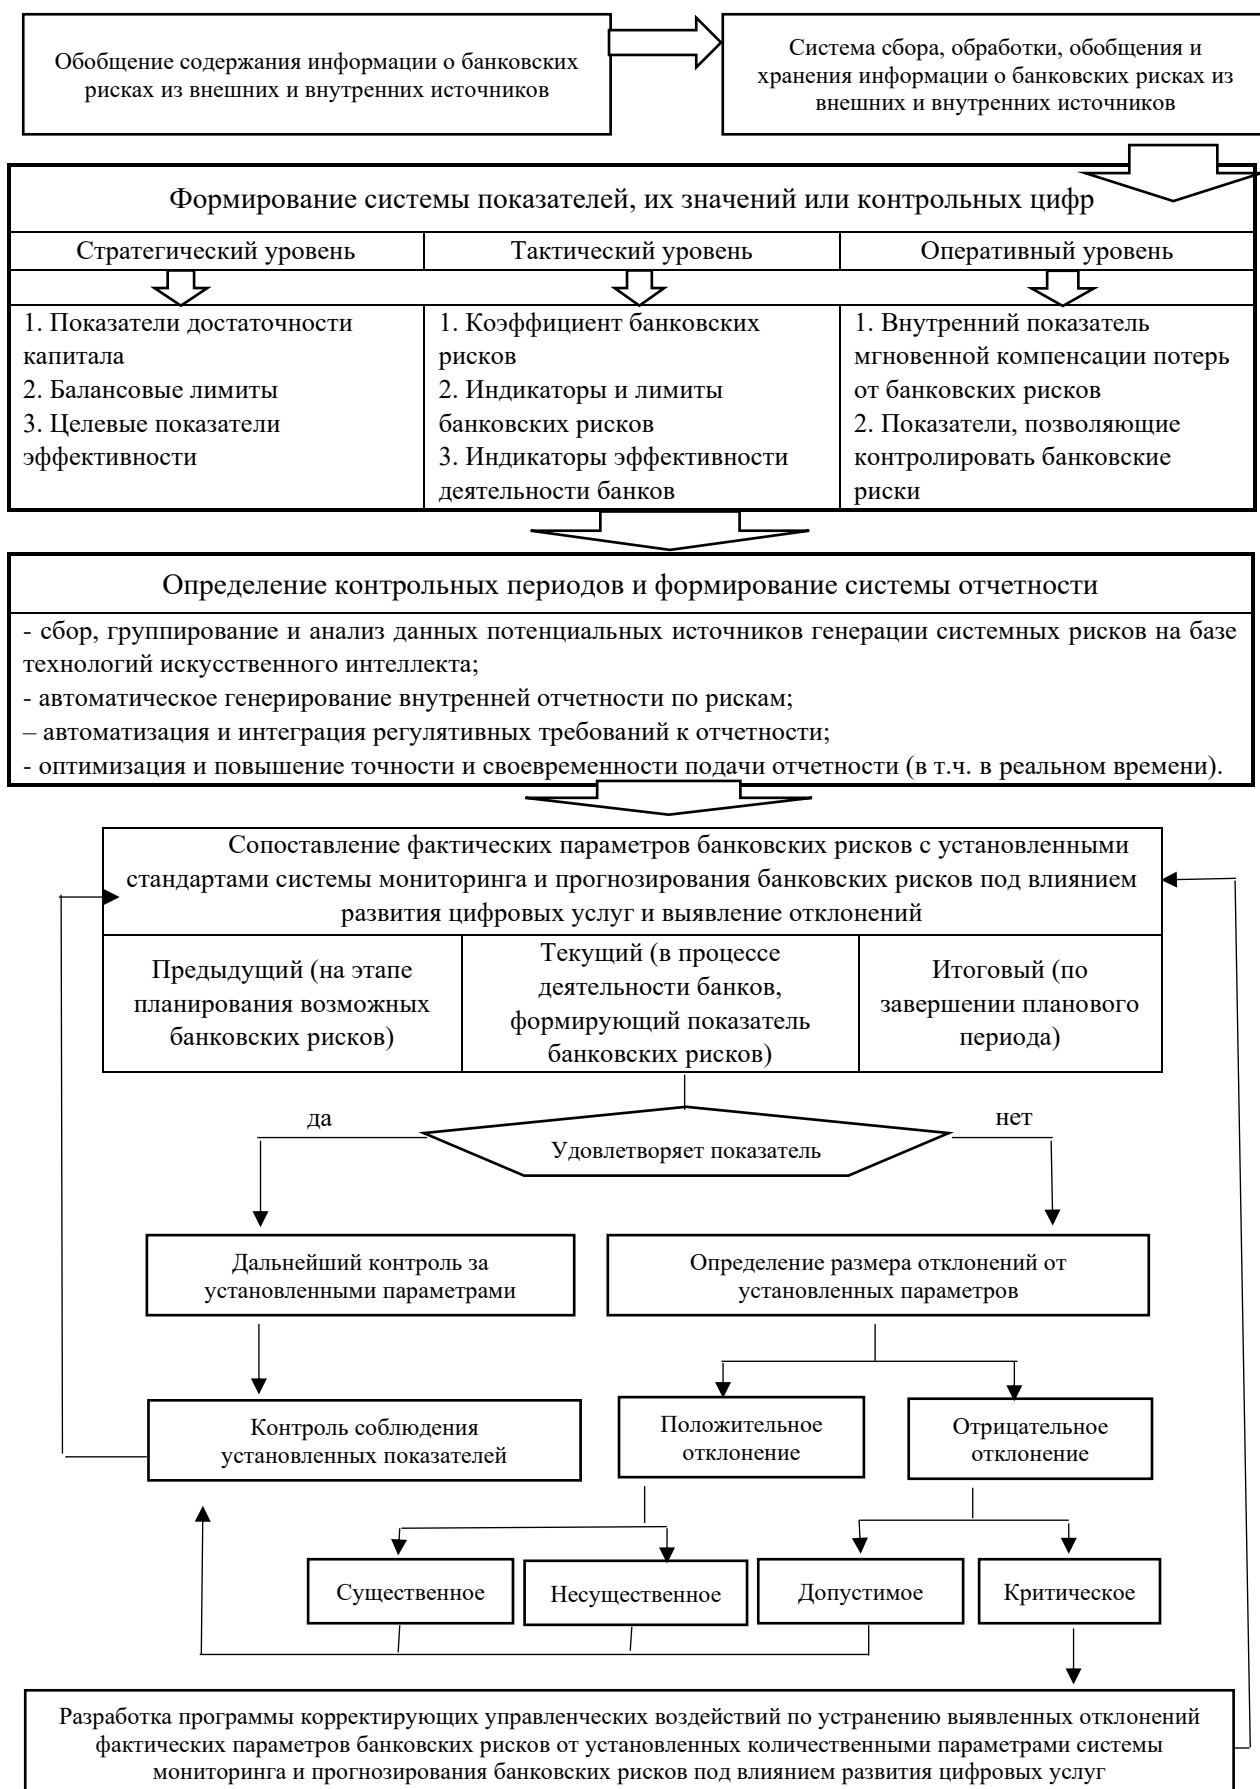 Обобщение содержания информации о банковских
рисках из внешних и внутренних источников
Система сбора, обработки, обобщения и
хранения информации о банковских рисках из
внешних и внутренних источников
Формирование системы показателей, их значений или контрольных цифр
Стратегический уровень
Тактический уровень
Оперативный уровень
1. Показатели достаточности
капитала
2. Балансовые лимиты
3. Целевые показатели
эффективности
1. Коэффициент банковских
рисков
2. Индикаторы и лимиты
банковских рисков
3. Индикаторы эффективности
деятельности банков
1. Внутренний показатель
мгновенной компенсации потерь
от банковских рисков
2. Показатели, позволяющие
контролировать банковские
риски
Определение контрольных периодов и формирование системы отчетности
- сбор, группирование и анализ данных потенциальных источников генерации системных рисков на базе
технологий искусственного интеллекта;
- автоматическое генерирование внутренней отчетности по рискам;
– автоматизация и интеграция регулятивных требований к отчетности;
- оптимизация и повышение точности и своевременности подачи отчетности (в т.ч. в реальном времени).
Сопоставление фактических параметров банковских рисков с установленными
стандартами системы мониторинга и прогнозирования банковских рисков под влиянием
развития цифровых услуг и выявление отклонений
Предыдущий (на этапе
планирования возможных
банковских рисков)
Текущий (в процессе
деятельности банков,
формирующий показатель
банковских рисков)
Итоговый (по
завершении планового
периода)
да
нет
Удовлетворяет показатель
Дальнейший контроль за
установленными параметрами
Определение размера отклонений от
установленных параметров
Контроль соблюдения
установленных показателей
Положительное
отклонение
Отрицательное
отклонение
Существенное
Несущественное
Допустимое
Критическое
Разработка программы корректирующих управленческих воздействий по устранению выявленных отклонений
фактических параметров банковских рисков от установленных количественными параметрами системы
мониторинга и прогнозирования банковских рисков под влиянием развития цифровых услуг